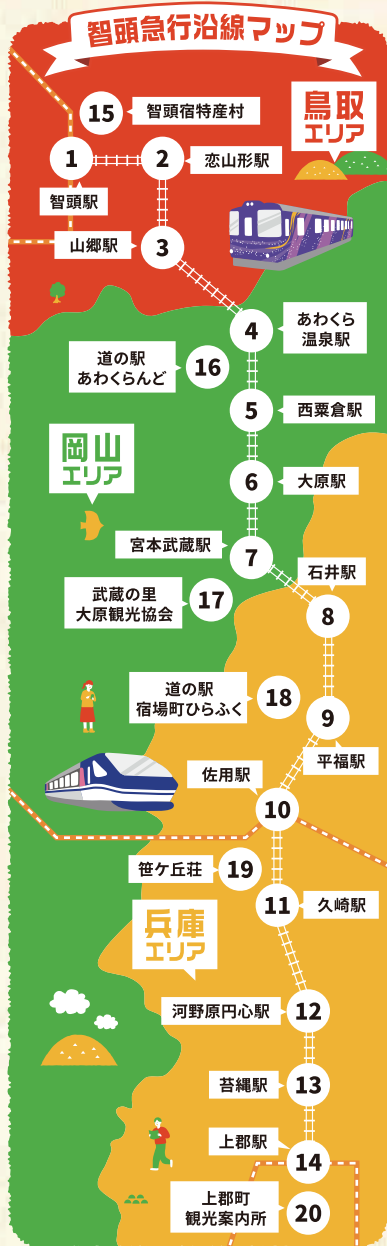 智頭急行沿線マップ
鳥取
エリア
15
智頭宿特産村
1
2
恋山形駅
智頭駅
山郷駅
3
4
あわくら
温泉駅
道の駅
あわくらんど
16
5
西粟倉駅
岡山
エリア
6
大原駅
宮本武蔵駅
7
石井駅
武蔵の里
大原観光協会
17
8
道の駅
宿場町ひらふく
18
9
平福駅
佐用駅
10
笹ケ丘荘
19
11
久崎駅
兵庫
エリア
河野原円心駅
12
苔縄駅
13
上郡駅
14
上郡町
観光案内所
20